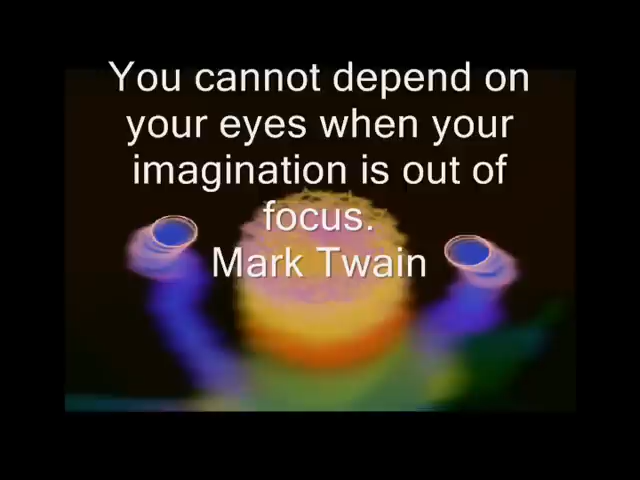 You cannot depend on
your eyes when your
imagination is out of
focus.
Mark Twain